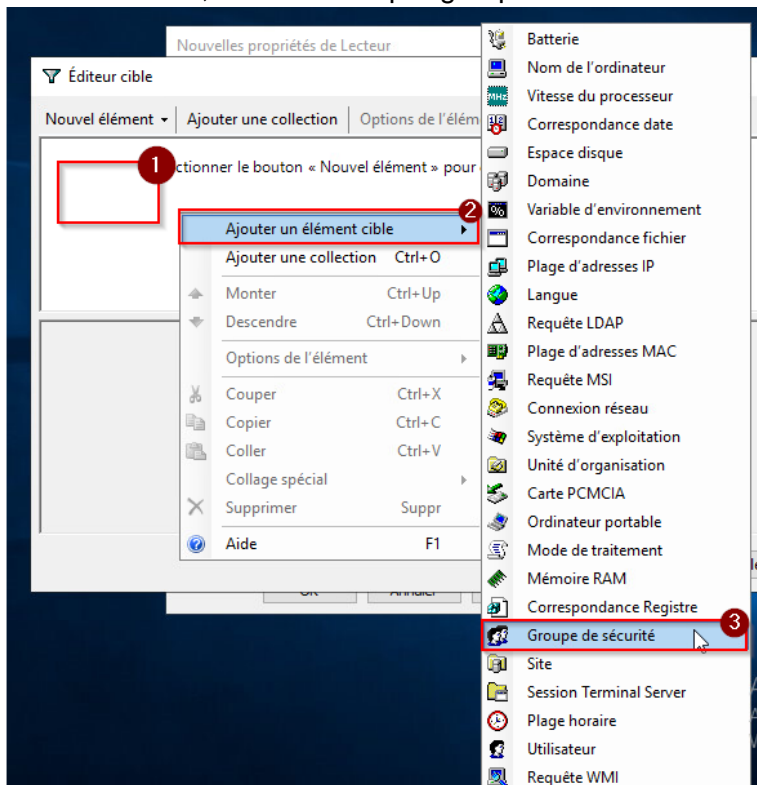 Nouvelles propriétés de Lecteur
Éditeur cible
Nouvel élément
Ajouter une collection
Options de l'élém
1
ctionner le bouton « Nouvel élément » pour
2
Ajouter un élément cible
Ajouter une collection Ctrl+O
Monter Ctrl+Up
Descendre Ctrl+Down
Options de l'élément
Couper Ctrl+X
Copier Ctrl+C
Coller Ctrl+V
Collage spécial
Supprimer Suppr
Aide F1
Batterie
Nom de l'ordinateur
MHz
Vitesse du processeur
Correspondance date
Espace disque
Domaine
%
Variable d'environnement
Correspondance fichier
Plage d'adresses IP
Langue
Requête LDAP
Plage d'adresses MAC
Requête MSI
Connexion réseau
Système d'exploitation
Unité d'organisation
Carte PCMCIA
Ordinateur portable
Mode de traitement
Mémoire RAM
Correspondance Registre
3
Groupe de sécurité
Site
Session Terminal Server
Plage horaire
Utilisateur
Requête WMI